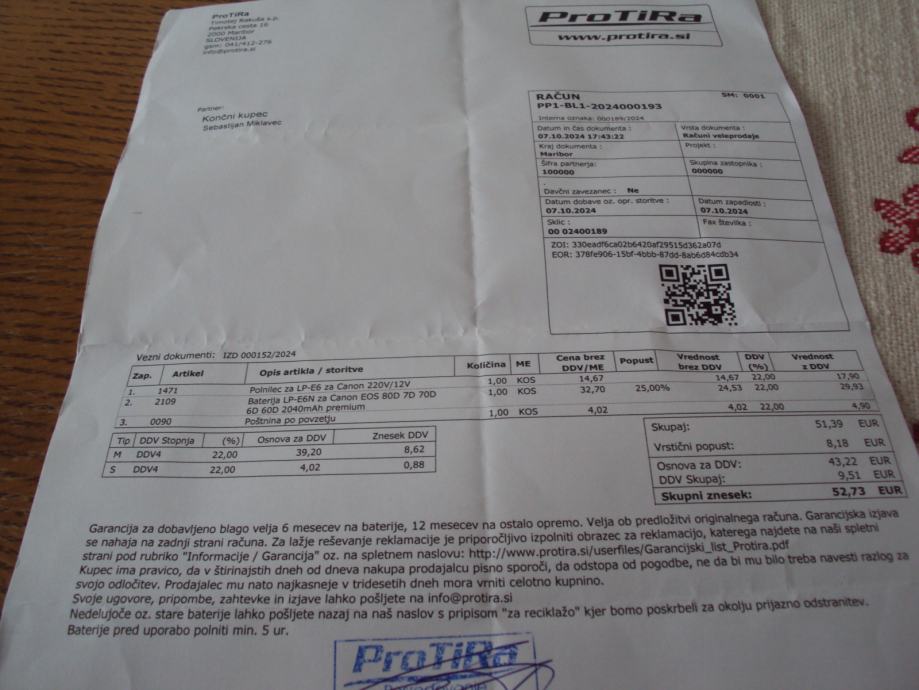 ProTiRa
Timotej Rakuša s.p.
Pekrska cesta 16
2000 Maribor
SLOVENIJA
gsm: 041/412-276
info@protira.si
ProTiRa
www.protira.si
Partner:
Končni kupec
Sebastijan Miklavec
RAČUN SM: 0001
PP1-BL1-2024000193
Interna oznaka: 000189/2024
Datum in čas dokumenta : Vrsta dokumenta :
07.10.2024 17:43:22 Računi veleprodaje
Kraj dokumenta : Projekt :
Maribor
Šifra partnerja: Skupina zastopnika :
100000 000000
Davčni zavezanec : Ne
Datum dobave oz. opr. storitve : Datum zapadlosti :
07.10.2024 07.10.2024
Sklic : Fax številka :
00 02400189
ZOI: 330eadf6ca02b6420af29515d362a07d
EOR: 378fe906-15bf-4bbb-87dd-8ab6d84cdb34
Vezni dokumenti: IZD 000152/2024
Zap. Artikel Opis artikla / storitve Količina ME Cena brez DDV/ME Popust Vrednost brez DDV DDV (%) Vrednost z DDV
1. 1471 Polnilec za LP-E6 za Canon 220V/12V 1,00 KOS 14,67 14,67 22,00 17,90
2. 2109 Baterija LP-E6N za Canon EOS 80D 7D 70D 1,00 KOS 32,70 25,00% 24,53 22,00 29,93
6D 60D 2040mAh premium
3. 0090 Poštnina po povzetju 1,00 KOS 4,02 4,02 22,00 4,90
Tip DDV Stopnja (%) Osnova za DDV Znesek DDV
M DDV4 22,00 39,20 8,62
S DDV4 22,00 4,02 0,88
Skupaj: 51,39 EUR
Vrstični popust: 8,18 EUR
Osnova za DDV: 43,22 EUR
DDV Skupaj: 9,51 EUR
Skupni znesek: 52,73 EUR
Garancija za dobavljeno blago velja 6 mesecev na baterije, 12 mesecev na ostalo opremo. Velja ob predložitvi originalnega računa. Garancijska izjava
se nahaja na zadnji strani računa. Za lažje reševanje reklamacije je priporočljivo izpolniti obrazec za reklamacijo, katerega najdete na naši spletni
strani pod rubriko "Informacije / Garancija" oz. na spletnem naslovu: http://www.protira.si/userfiles/Garancijski_list_Protira.pdf
Kupec ima pravico, da v štirinajstih dneh od dneva nakupa prodajalcu pisno sporoči, da odstopa od pogodbe, ne da bi mu bilo treba navesti razlog za
svojo odločitev. Prodajalec mu nato najkasneje v tridesetih dneh mora vrniti celotno kupnino.
Svoje ugovore, pripombe, zahtevke in izjave lahko pošljete na info@protira.si
Nedelujoče oz. stare baterije lahko pošljete nazaj na naš naslov s pripisom "za reciklažo" kjer bomo poskrbeli za okolju prijazno odstranitev.
Baterije pred uporabo polniti min. 5 ur.
ProTiRa